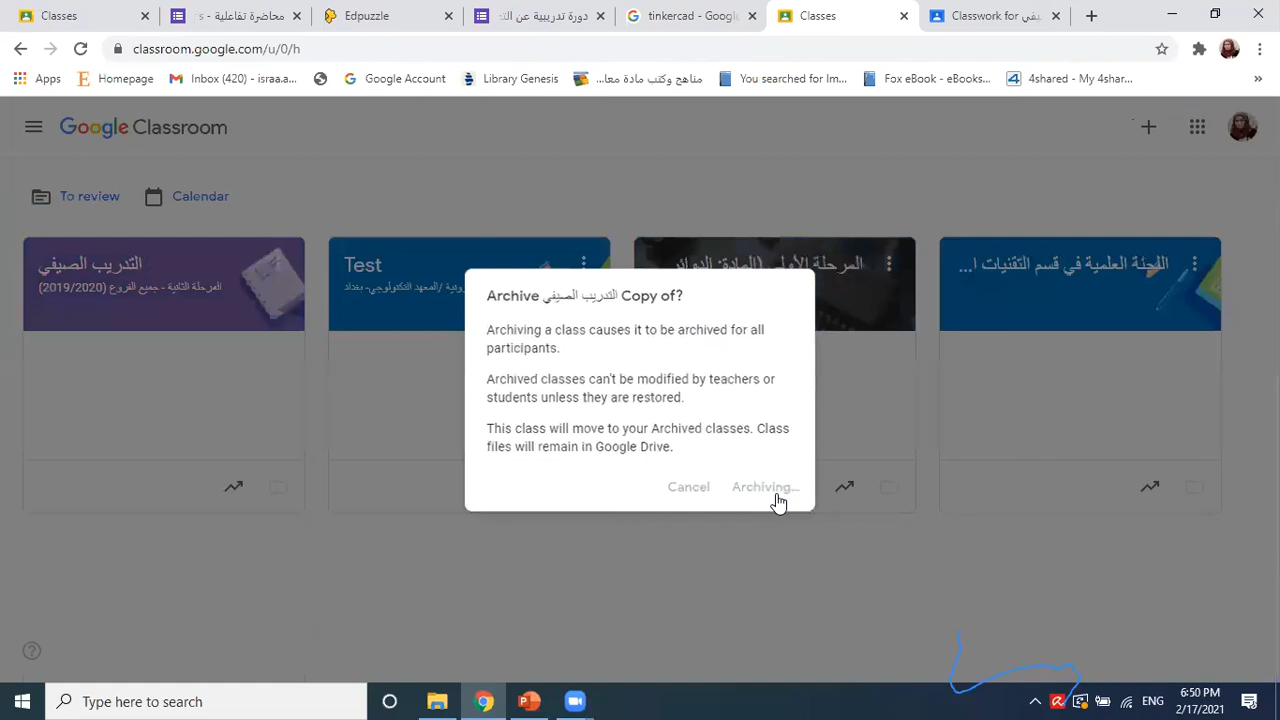 Classes
محاضرة تفاعلية - s
Edpuzzle
دورة تدريبية عن الت
tinkercad - Google
Classes
Classwork for في
classroom.google.com/u/0/h
Apps
Homepage
Inbox (420) - israa.a...
Google Account
Library Genesis
مناهج وكتب مادة معا...
You searched for Im...
Fox eBook - eBooks...
4shared - My 4shar...
»
Google Classroom
To review
Calendar
التدريب الصيفي
المرحلة الثانية - جميع الفروع (2019/2020)
Test
رونية /المعهد التكنولوجي- بغداد
المرحلة الأولى (المادة: الدوائر
اللجنة العلمية في قسم التقنيات ا...
Archive التدريب الصيفي Copy of?
Archiving a class causes it to be archived for all
participants.
Archived classes can't be modified by teachers or
students unless they are restored.
This class will move to your Archived classes. Class
files will remain in Google Drive.
Cancel
Archiving...
Type here to search
ENG
6:50 PM
2/17/2021